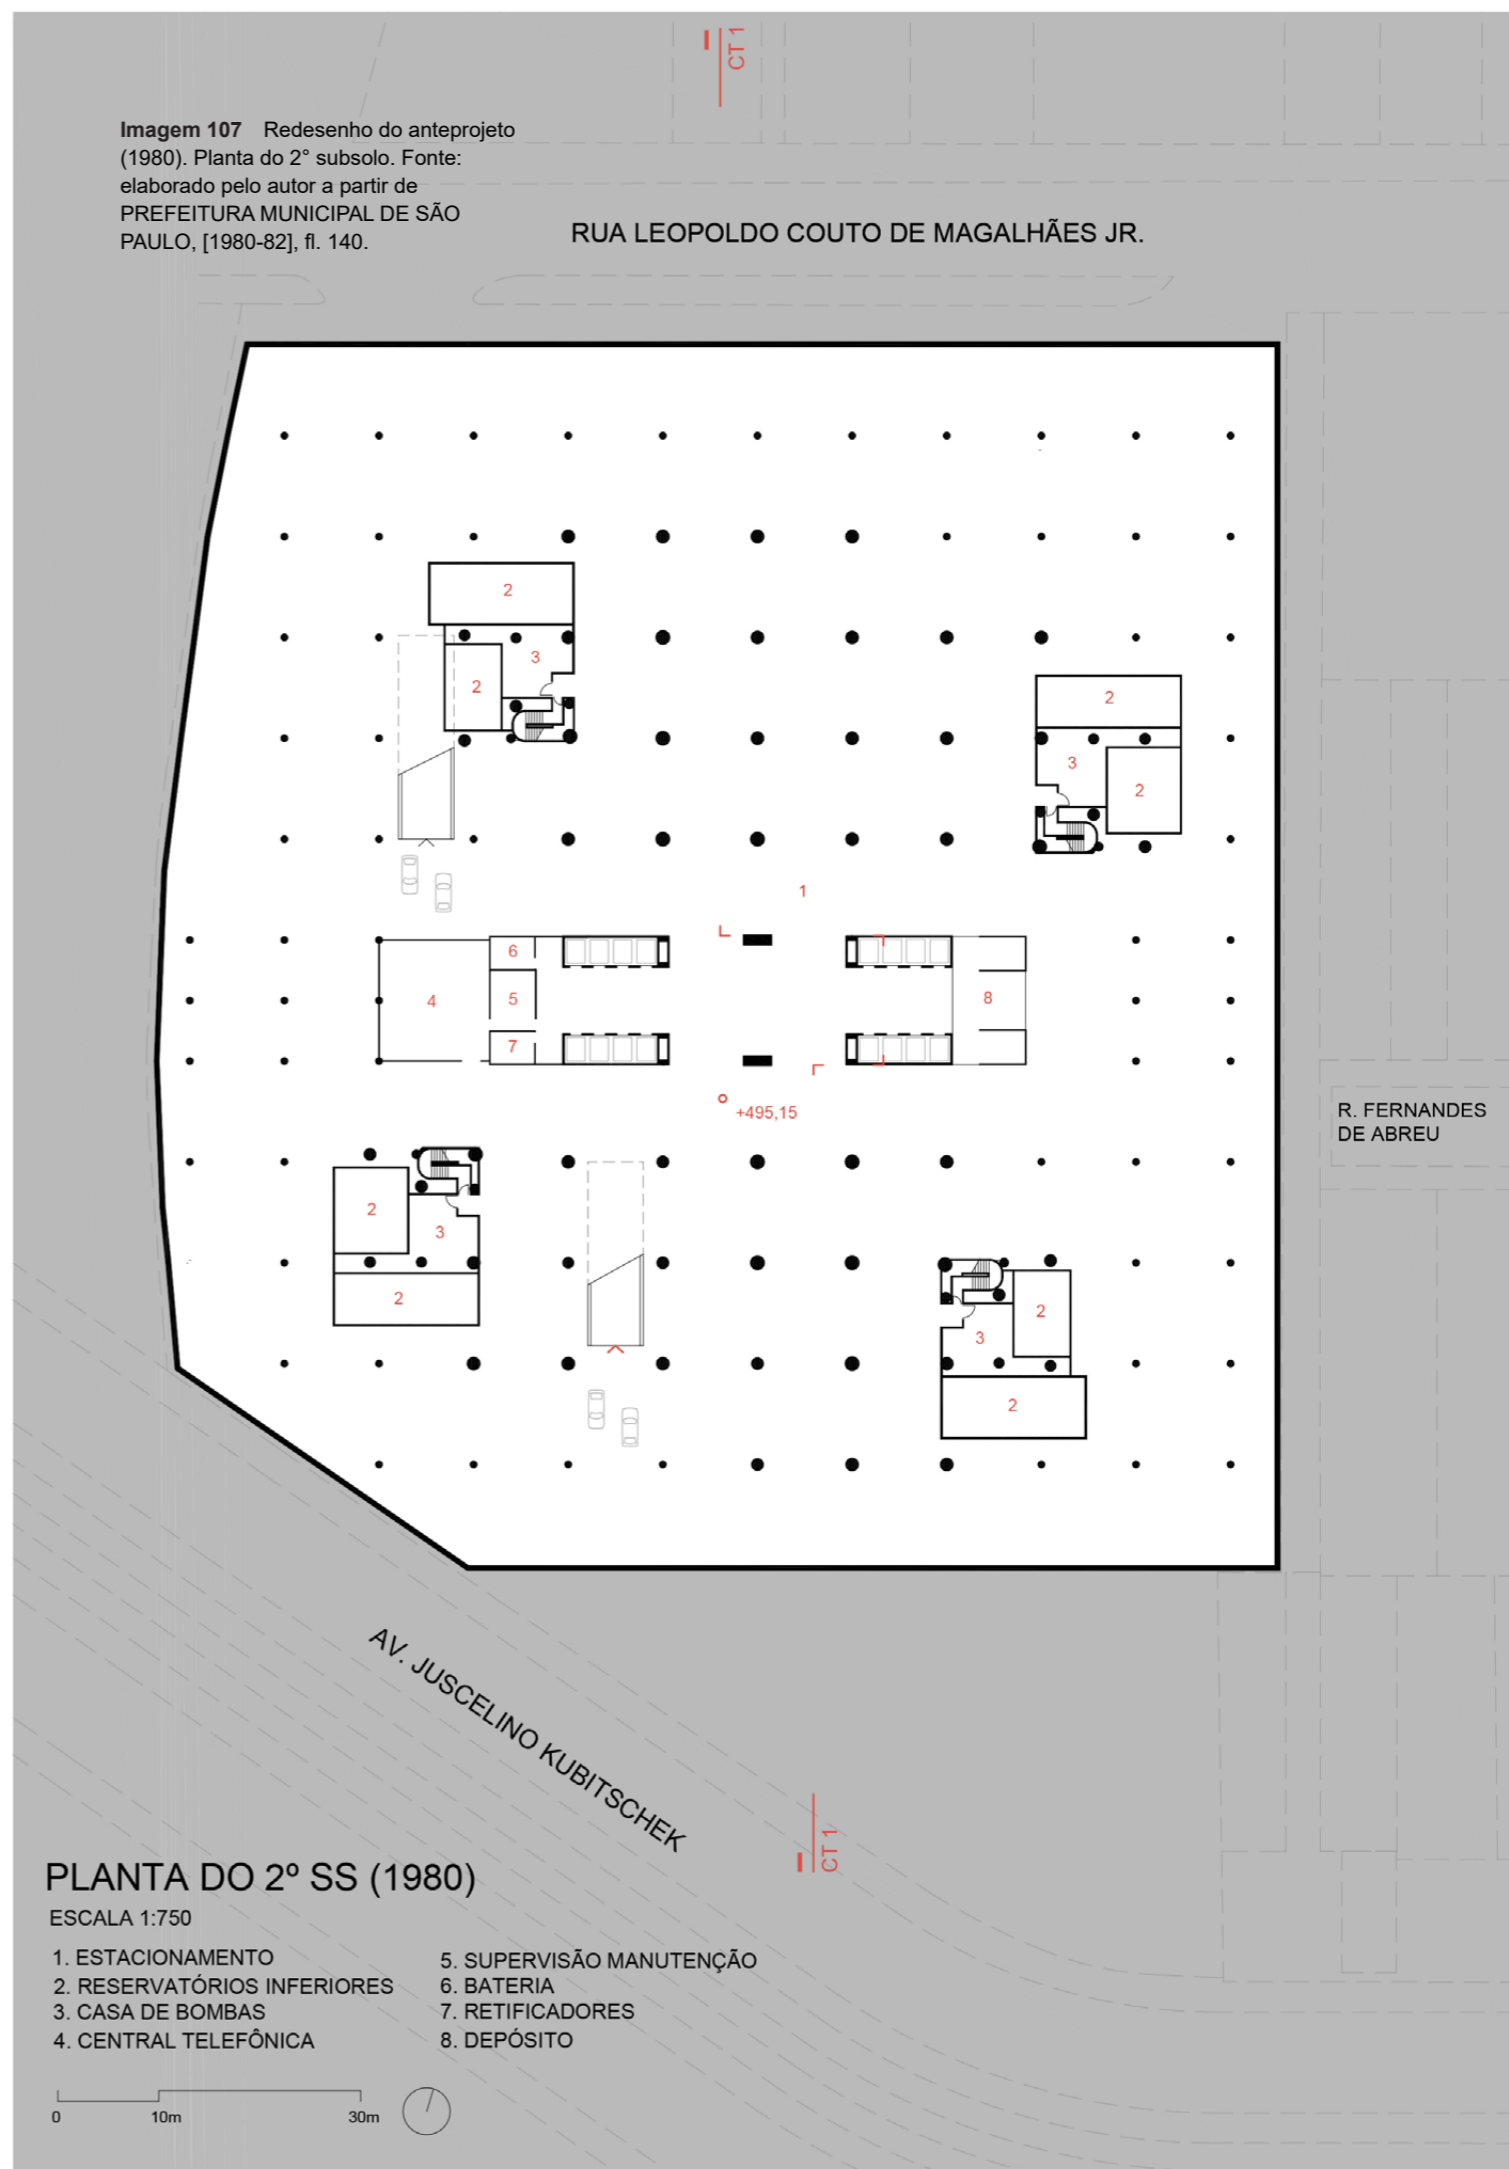 CT 1
Imagem 107 Redesenho do anteprojeto
(1980). Planta do 2° subsolo. Fonte:
elaborado pelo autor a partir de
PREFEITURA MUNICIPAL DE SÃO
PAULO, [1980-82], fl. 140.
RUA LEOPOLDO COUTO DE MAGALHÃES JR.
2
3
2
2
3
2
1
6
4
5
8
7
+495,15
R. FERNANDES
DE ABREU
2
3
2
2
3
2
AV. JUSCELINO KUBITSCHEK
CT 1
PLANTA DO 2º SS (1980)
ESCALA 1:750
1. ESTACIONAMENTO
2. RESERVATÓRIOS INFERIORES
3. CASA DE BOMBAS
4. CENTRAL TELEFÔNICA
5. SUPERVISÃO MANUTENÇÃO
6. BATERIA
7. RETIFICADORES
8. DEPÓSITO
0 10m 30m